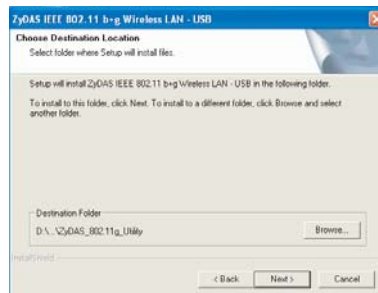 ZyDAS IEEE 802.11 b+g Wireless LAN - USB
Choose Destination Location
Select folder where Setup will install files.
Setup will install ZyDAS IEEE 802.11 b+g Wireless LAN - USB in the following folder.
To install to this folder, click Next. To install to a different folder, click Browse and select
another folder.
Destination Folder
D:\...\ZyDAS_802.11g_Utility
Browse...
InstallShield
< Back
Next >
Cancel